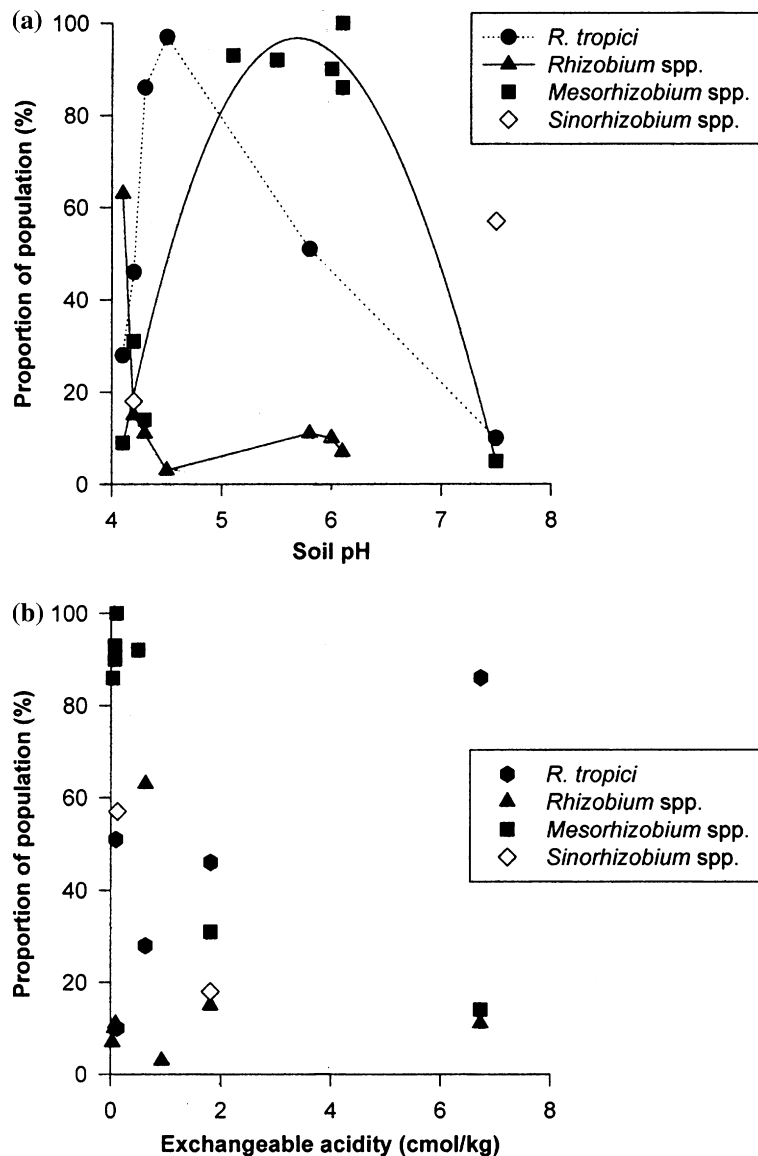 (a)
100
80
60
40
20
0
Proportion of population (%)
4 5 6 7 8
Soil pH
R. tropici
Rhizobium spp.
Mesorhizobium spp.
Sinorhizobium spp.
(b)
100
80
60
40
20
0
Proportion of population (%)
0 2 4 6 8
Exchangeable acidity (cmol/kg)
R. tropici
Rhizobium spp.
Mesorhizobium spp.
Sinorhizobium spp.